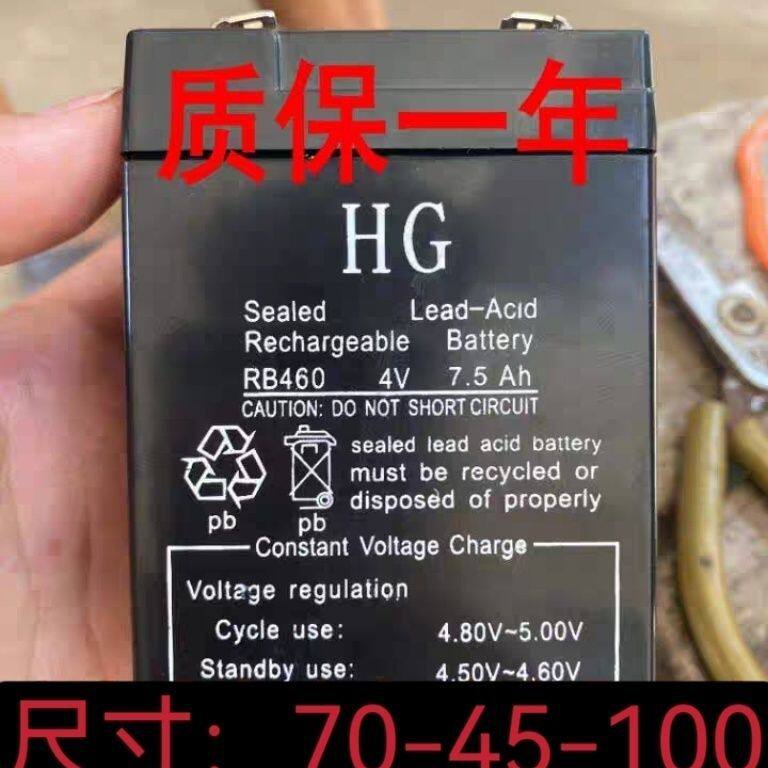 质保一年
HG
Sealed Lead-Acid
Rechargeable Battery
RB460 4V 7.5 Ah
CAUTION: DO NOT SHORT CIRCUIT
sealed lead acid battery
must be recycled or
disposed of properly
pb pb
Constant Voltage Charge
Voltage regulation
Cycle use: 4.80V~5.00V
Standby use: 4.50V~4.60V
尺寸: 70-45-100